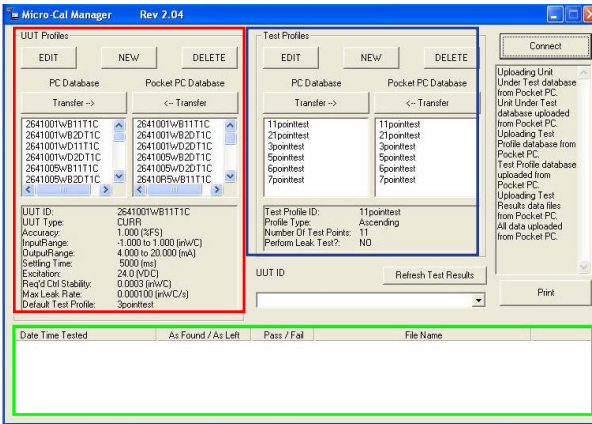 Micro-Cal Manager Rev 2.04
UUT Profiles
EDIT NEW DELETE
PC Database Pocket PC Database
Transfer --> <-- Transfer
2641001WB11T1C
2641001WB2DT1C
2641001WD11T1C
2641001WD2DT1C
2641005WB11T1C
2641005WB2DT1C
2641001WB11T1C
2641001WB2DT1C
2641001WD2T1C
2641005WB11T1C
2641005WD2T1C
2641OR5WB11T1C
UUT ID: 2641001WB11T1C
UUT Type: CURR
Accuracy: 1.000 (%FS)
InputRange: -1.000 to 1.000 (inWC)
OutputRange: 4.000 to 20.000 (mA)
Settling Time: 5000 (ms)
Excitation: 24.0 (VDC)
Req'd Ctrl Stability: 0.0003 (inWC)
Max Leak Rate: 0.000100 (inWC/s)
Default Test Profile: 3pointtest
Test Profiles
EDIT NEW DELETE
PC Database Pocket PC Database
Transfer --> <-- Transfer
11pointtest
21pointtest
3pointtest
5pointtest
6pointtest
7pointtest
11pointtest
21pointtest
3pointtest
5pointtest
6pointtest
7pointtest
Test Profile ID: 11pointtest
Profile Type: Ascending
Number Of Test Points: 11
Perform Leak Test?: NO
UUT ID
Refresh Test Results
Connect
Uploading Unit
Under Test database
from Pocket PC.
Unit Under Test
database uploaded
from Pocket PC.
Uploading Test
Profile database from
Pocket PC.
Test Profile database
uploaded from
Pocket PC.
Uploading Test
Results data files
from Pocket PC.
All data uploaded
from Pocket PC.
Print
Date Time Tested As Found / As Left Pass / Fail File Name